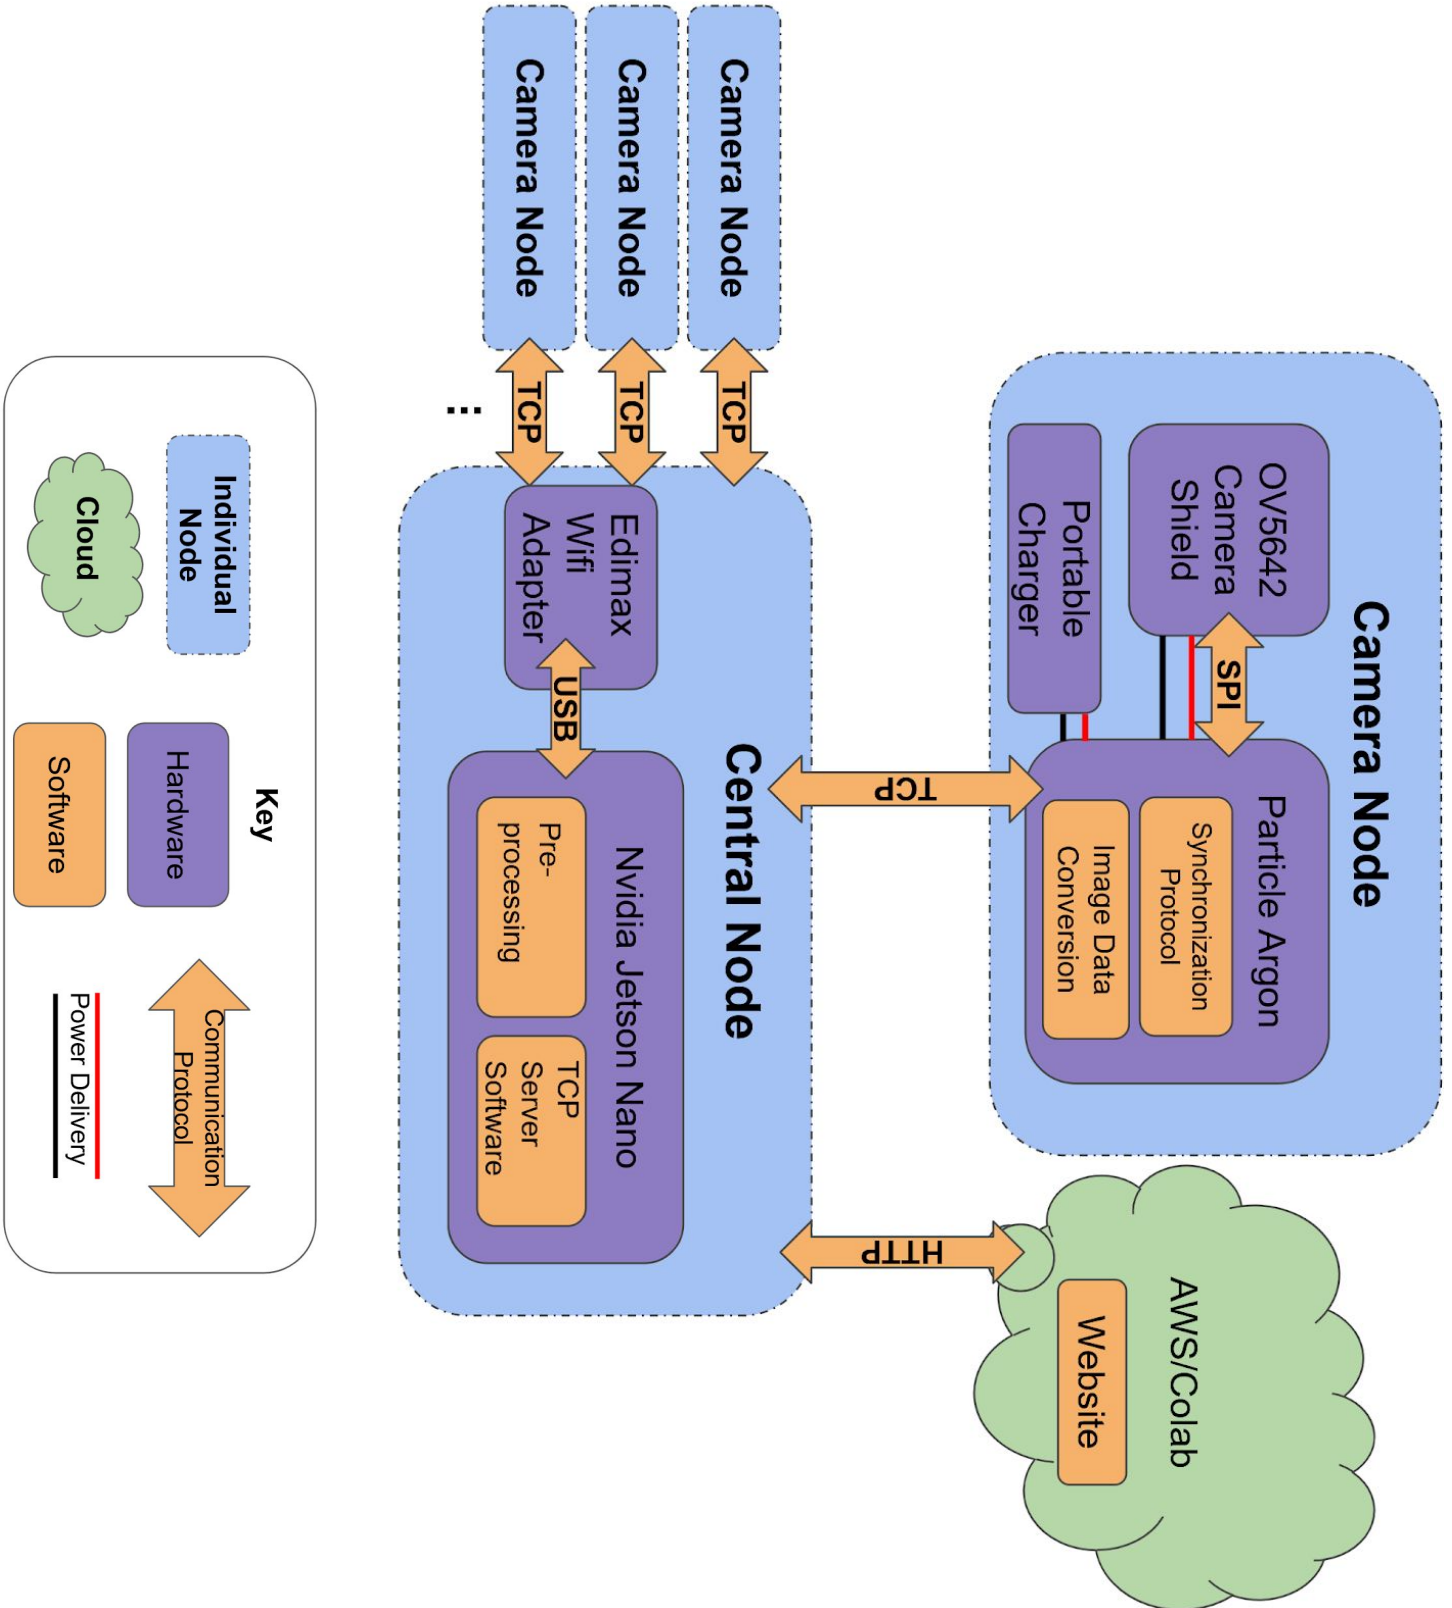 Camera Node
OV5642
Camera
Shield
SPI
Particle Argon
Synchronization
Protocol
Image Data
Conversion
Portable
Charger
AWS/Colab
Website
TCP
HTTP
Camera Node
TCP
Camera Node
TCP
Camera Node
TCP
...
Central Node
Edimax
Wifi
Adapter
USB
Nvidia Jetson Nano
Pre-
processing
TCP
Server
Software
Key
Individual
Node
Cloud
Hardware
Software
Communication
Protocol
Power Delivery